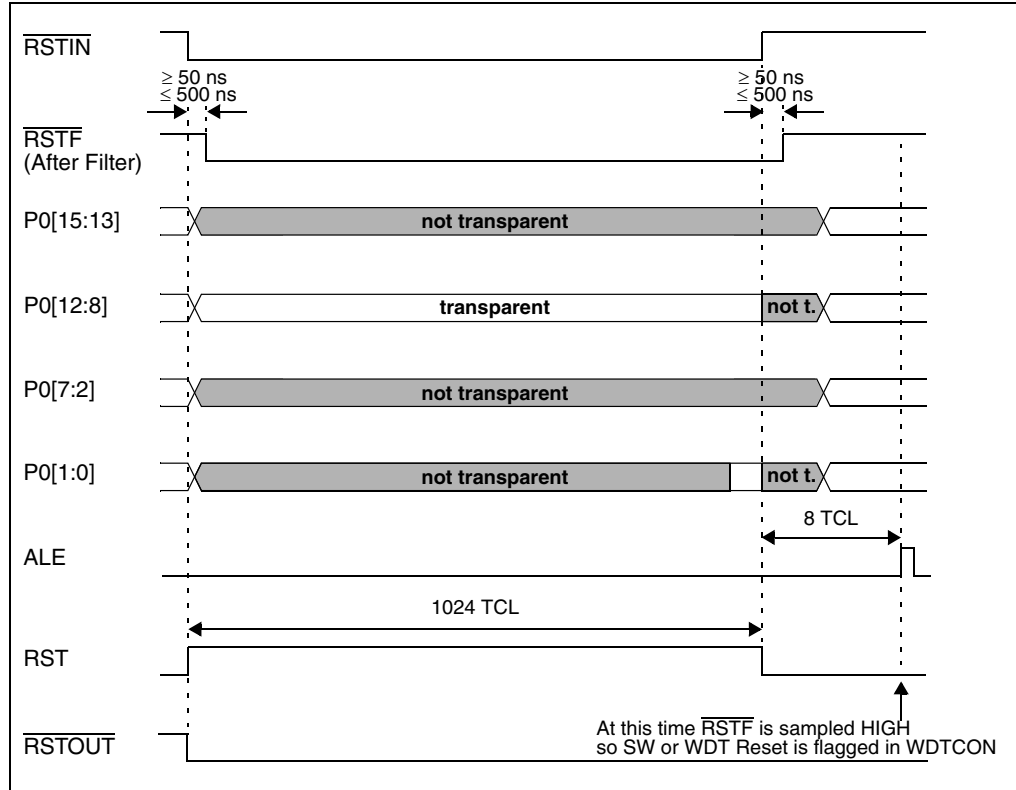 RSTIN
≥ 50 ns
≤ 500 ns
≥ 50 ns
≤ 500 ns
RSTF
(After Filter)
P0[15:13]
not transparent
P0[12:8]
transparent
not t.
P0[7:2]
not transparent
P0[1:0]
not transparent
not t.
8 TCL
ALE
1024 TCL
RST
At this time RSTF is sampled HIGH
so SW or WDT Reset is flagged in WDTCON
RSTOUT